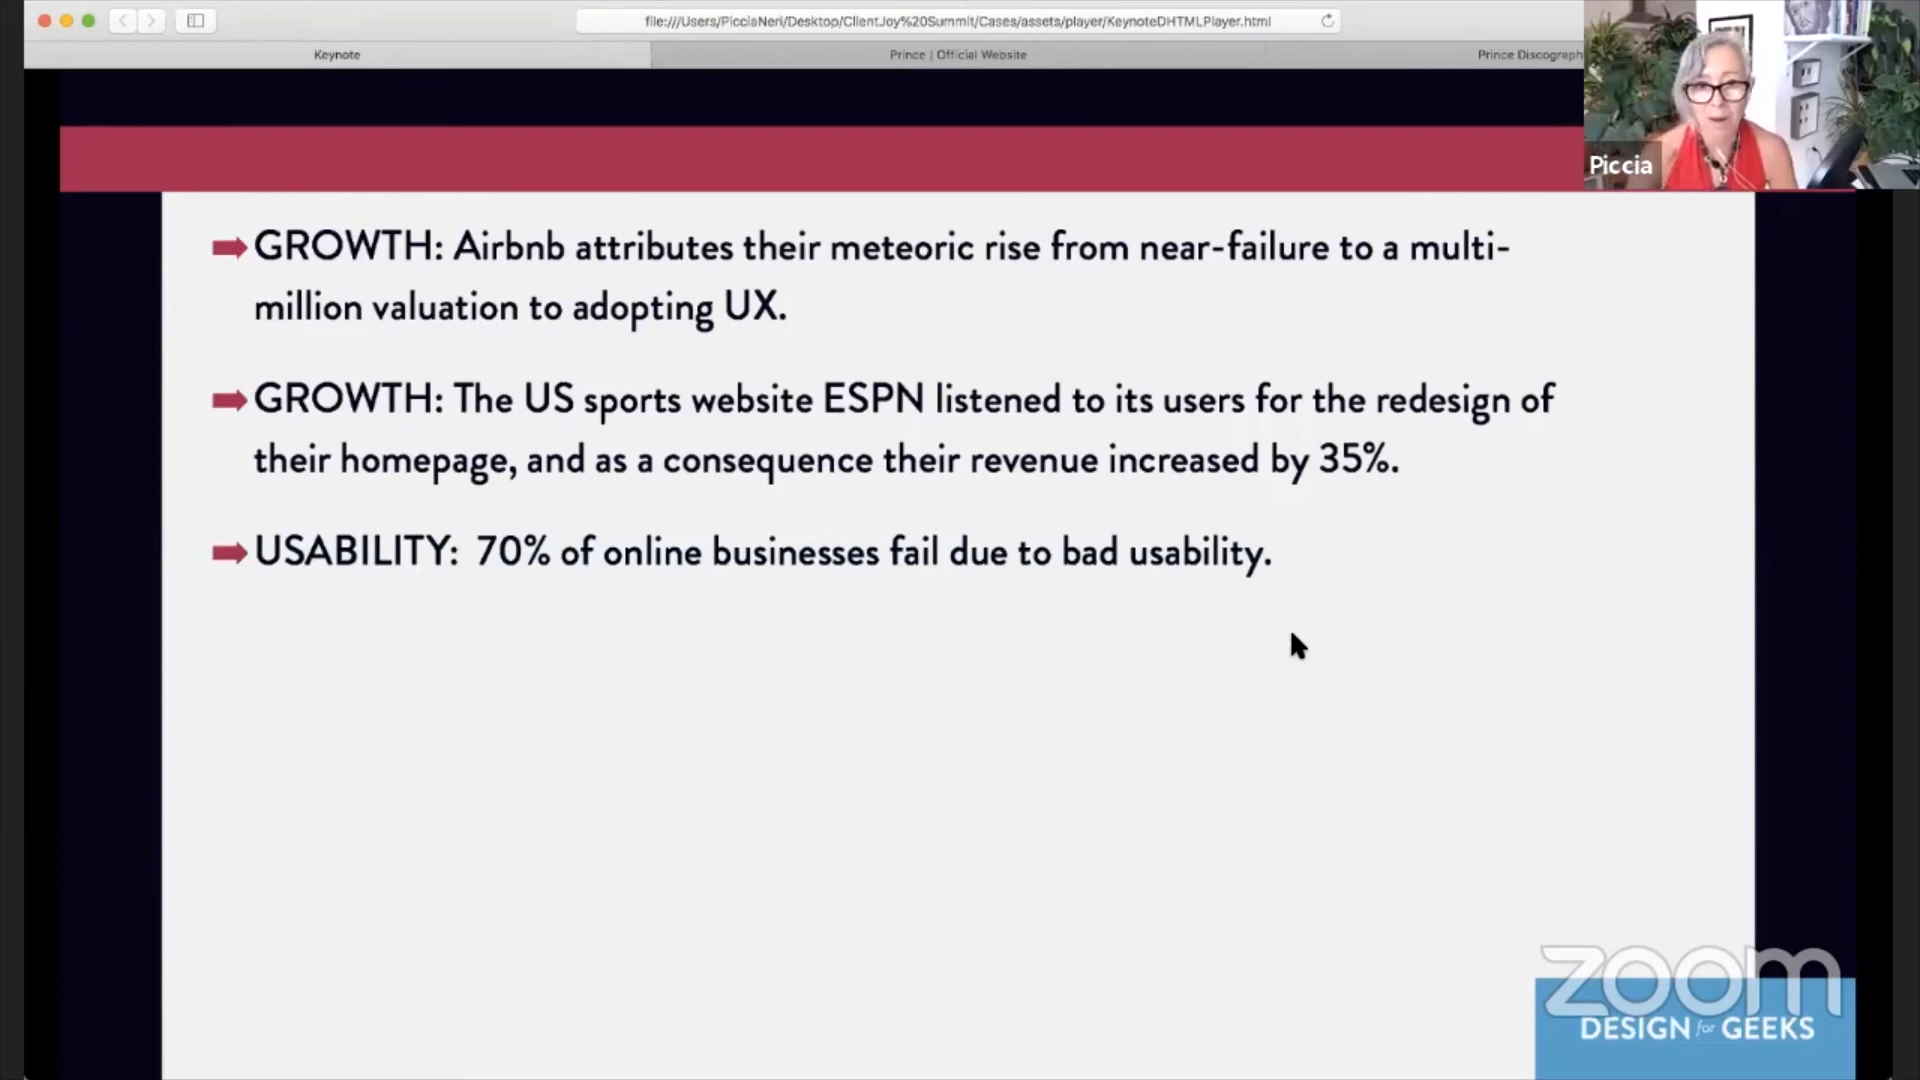 file:///Users/PicciaNeri/Desktop/ClientJoy%20Summit/Cases/assets/player/KeynoteDHTMLPlayer.html
Keynote
Prince | Official Website
Prince Discograph
Piccia
GROWTH: Airbnb attributes their meteoric rise from near-failure to a multi-
million valuation to adopting UX.
GROWTH: The US sports website ESPN listened to its users for the redesign of
their homepage, and as a consequence their revenue increased by 35%.
USABILITY: 70% of online businesses fail due to bad usability.
zoom
DESIGN for GEEKS